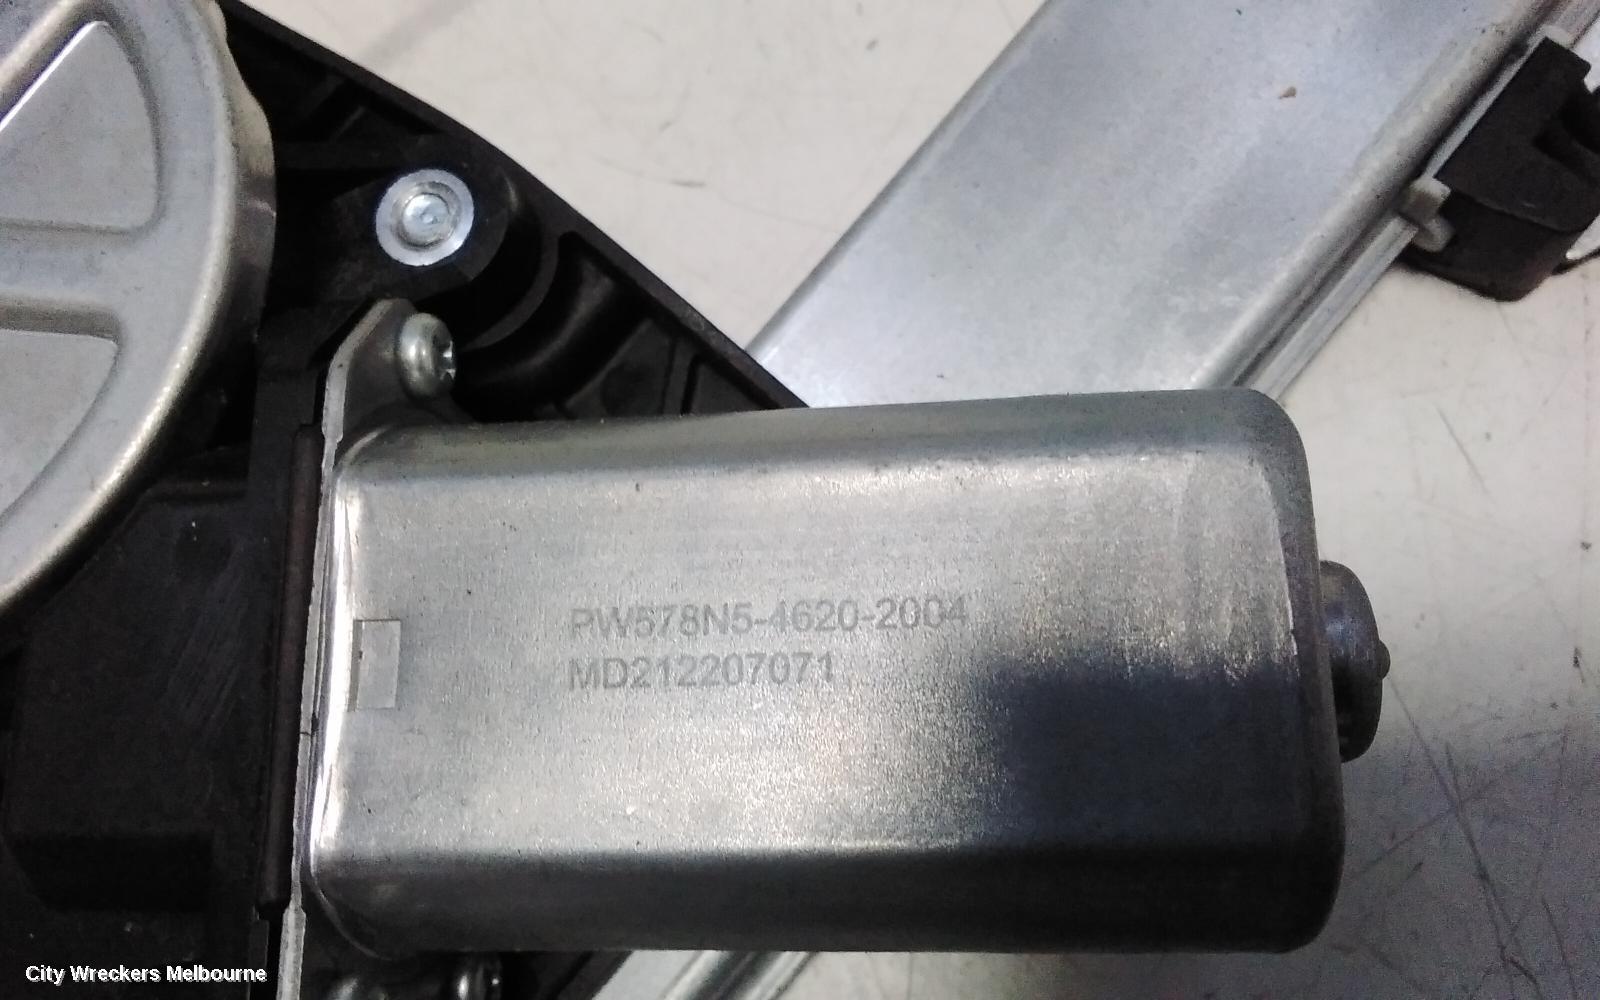 PW578N5-4620-2004
MD212207071
City Wreckers Melbourne